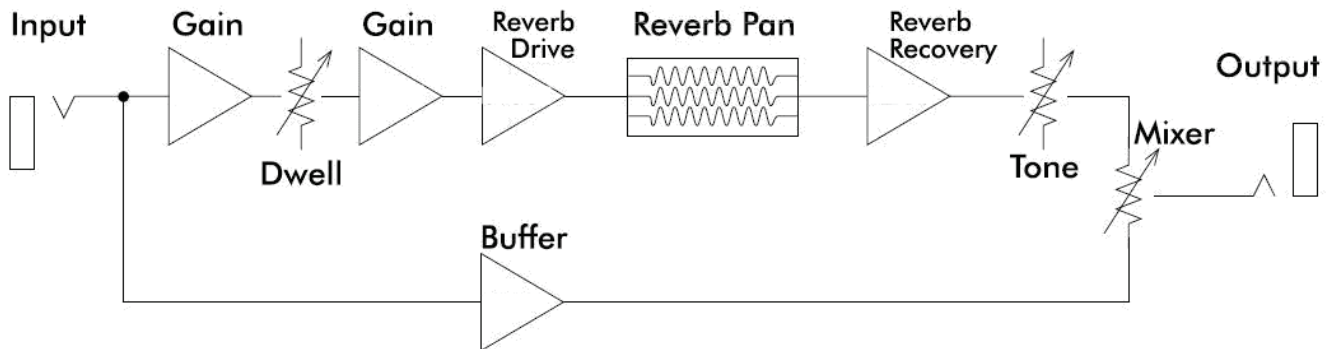 Input
Gain
Dwell
Gain
Reverb
Drive
Reverb Pan
Reverb
Recovery
Tone
Mixer
Output
Buffer